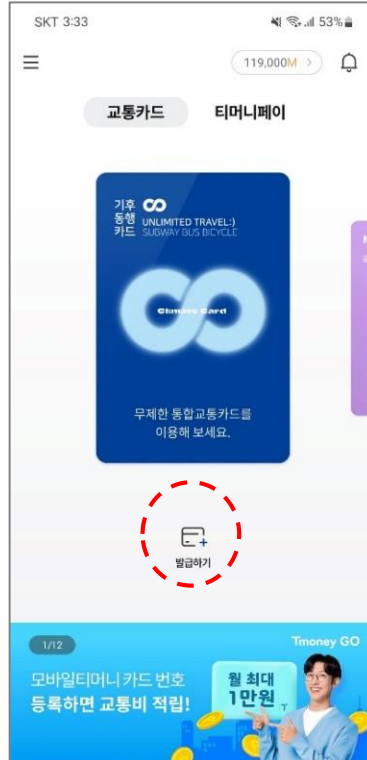 SKT 3:33
53%
119,000M >
교통카드
티머니페이
기후
동행
카드
UNLIMITED TRAVEL:)
SUBWAY BUS BICYCLE
Climate Card
무제한 통합교통카드를
이용해 보세요.
발급하기
1/12
Tmoney GO
모바일티머니 카드 번호
등록하면 교통비 적립!
월 최대
1만원